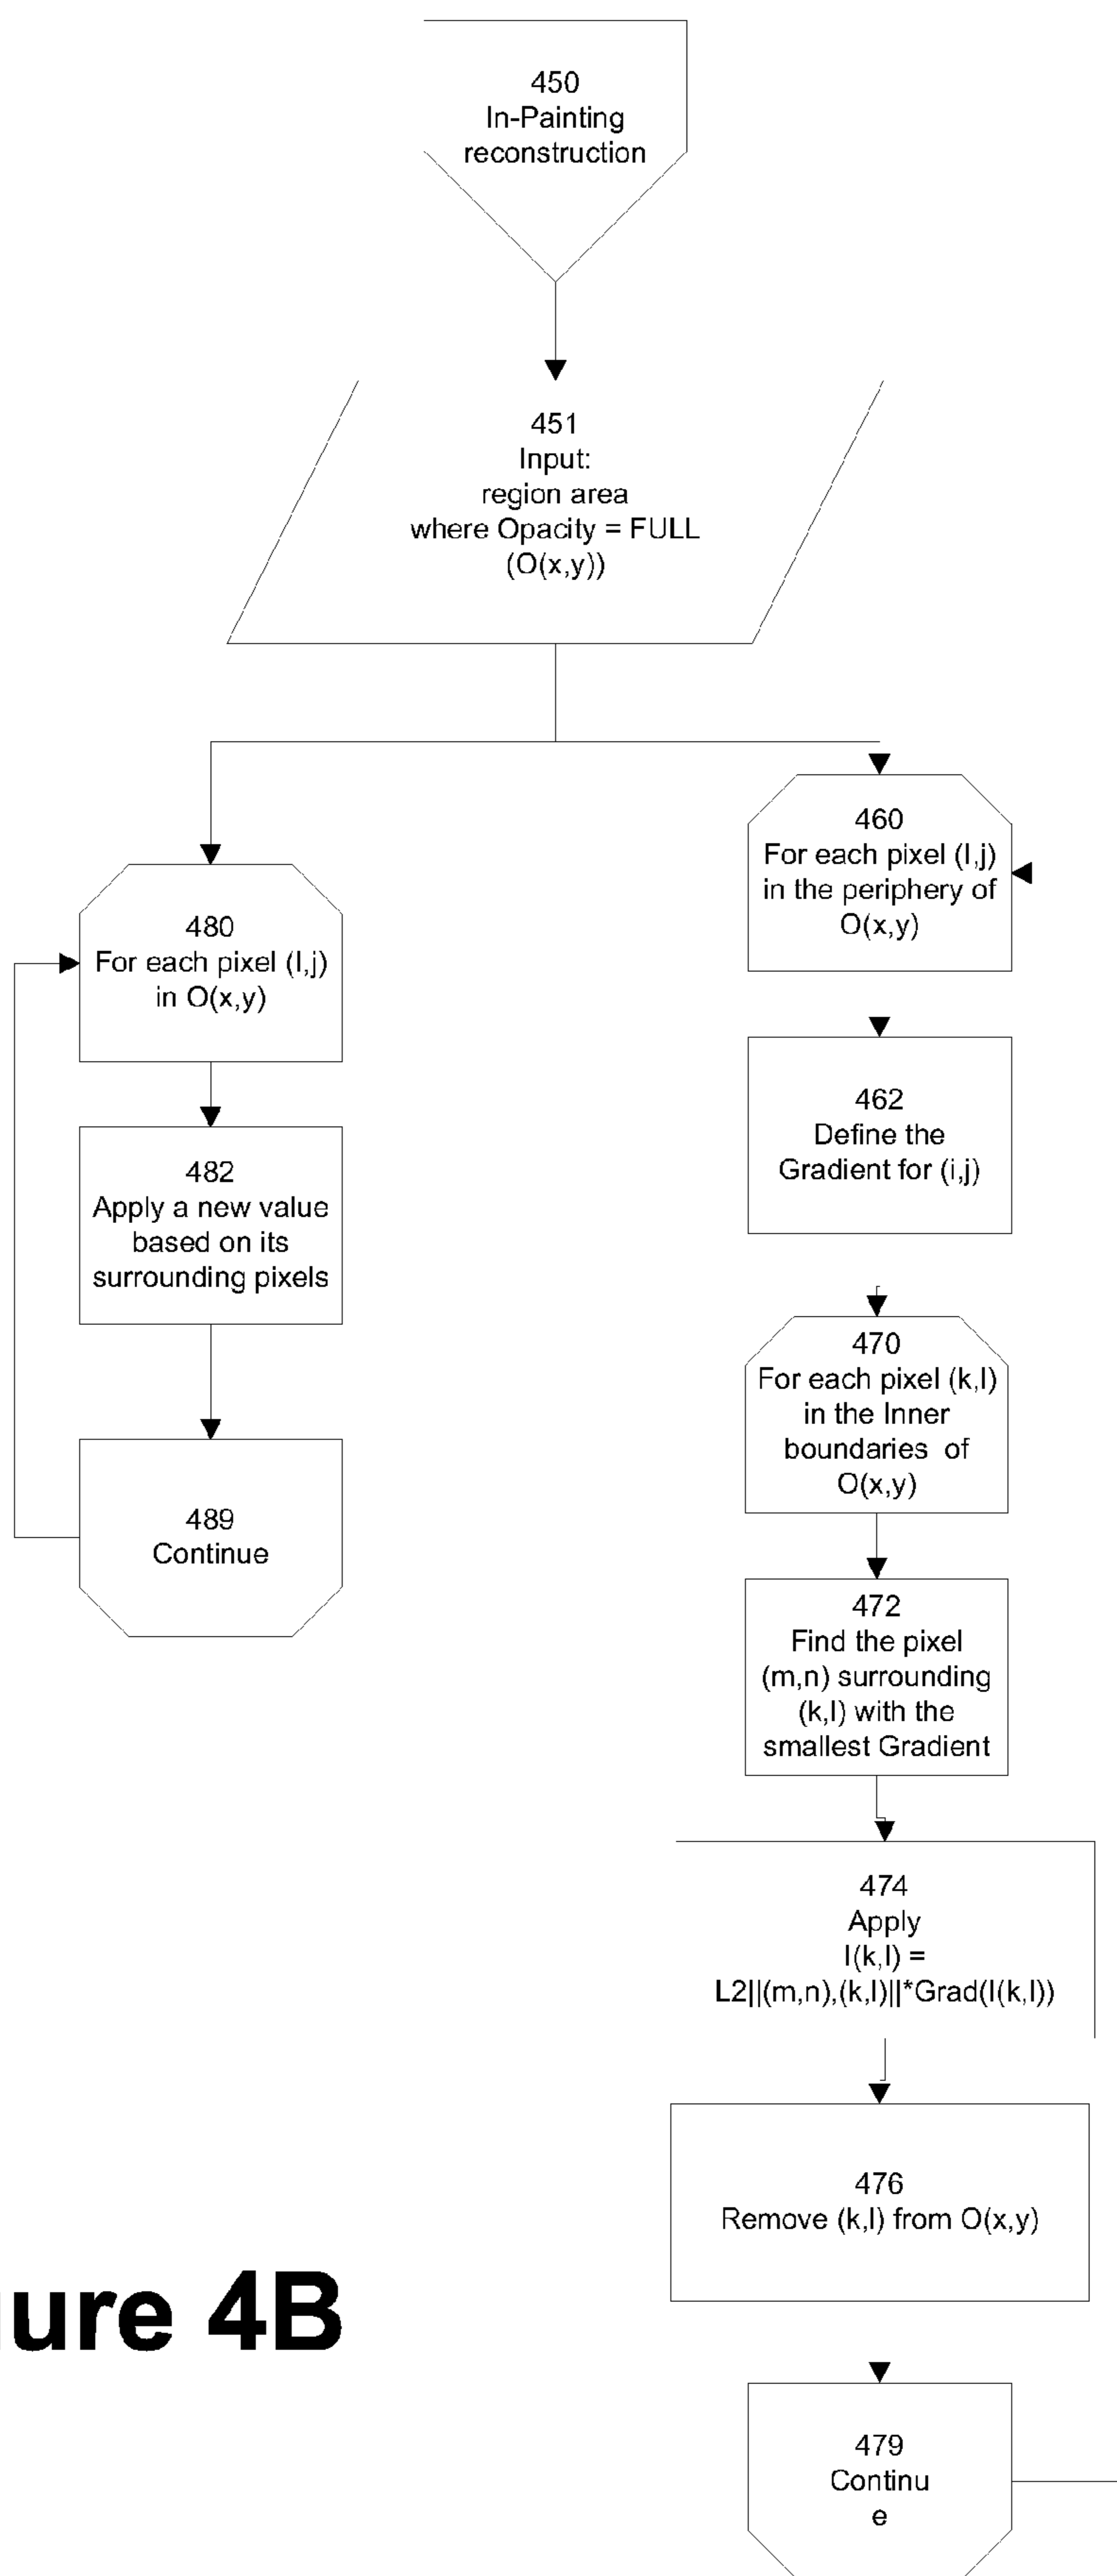 450
In-Painting
reconstruction
451
Input:
region area
where Opacity = FULL
(O(x,y))
480
For each pixel (I,j)
in O(x,y)
482
Apply a new value
based on its
surrounding pixels
489
Continue
460
For each pixel (I,j)
in the periphery of
O(x,y)
462
Define the
Gradient for (i,j)
470
For each pixel (k,l)
in the Inner
boundaries of
O(x,y)
472
Find the pixel
(m,n) surrounding
(k,l) with the
smallest Gradient
474
Apply
I(k,l) =
L2||(m,n),(k,l)||*Grad(I(k,l))
476
Remove (k,l) from O(x,y)
479
Continu
e
ure 4B